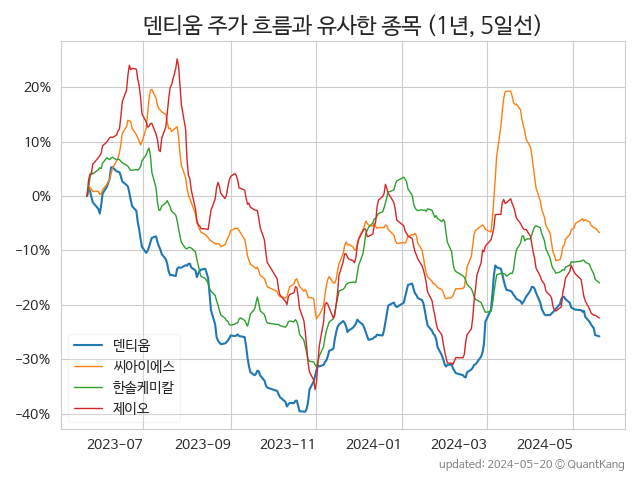 덴티움 주가 흐름과 유사한 종목 (1년, 5일선)
20%
10%
0%
−10%
−20%
−30%
−40%
덴티움
씨아이에스
한솔케미칼
제이오
2023-07 2023-09 2023-11 2024-01 2024-03 2024-05
updated: 2024-05-20 © QuantKang